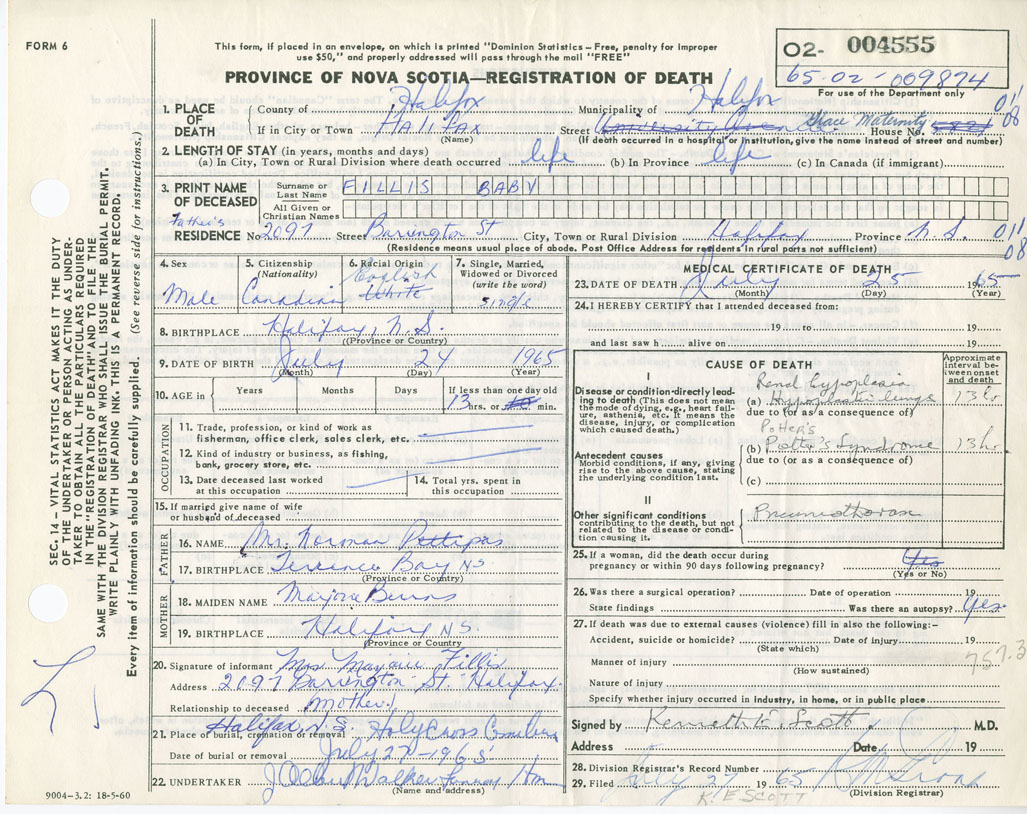 FORM 6
This form, if placed in an envelope, on which is printed "Dominion Statistics – Free, penalty for improper
use $50," and properly addressed will pass through the mail "FREE"
O2- 004555
65-02-009874
For use of the Department only
PROVINCE OF NOVA SCOTIA—REGISTRATION OF DEATH
1. PLACE OF DEATH
County of Halifax Municipality of Halifax 011
If in City or Town Halifax Street University Avenue Grace Maternity House No. 08
(Name) (If death occurred in a hospital or institution, give the name instead of street and number)
2. LENGTH OF STAY (in years, months and days)
(a) In City, Town or Rural Division where death occurred life (b) In Province life (c) In Canada (if immigrant)
3. PRINT NAME OF DECEASED
Surname or Last Name FILLIS BABY
All Given or Christian Names
Father's
RESIDENCE No 2097 Street Barrington St City, Town or Rural Division Halifax Province N.S. 011
(Residence means usual place of abode. Post Office Address for residents in rural parts not sufficient) 08
4. Sex Male
5. Citizenship (Nationality) Canadian
6. Racial Origin English White
7. Single, Married, Widowed or Divorced (write the word) single
8. BIRTHPLACE Halifax, N.S.
(Province or Country)
9. DATE OF BIRTH July 24 1965
(Month) (Day) (Year)
10. AGE in Years Months Days If less than one day old
13 hrs. or min.
OCCUPATION
11. Trade, profession, or kind of work as
fisherman, office clerk, sales clerk, etc.
12. Kind of industry or business, as fishing,
bank, grocery store, etc.
13. Date deceased last worked
at this occupation
14. Total yrs. spent in
this occupation
15. If married give name of wife
or husband of deceased
FATHER
16. NAME Mr. Norman Pettipas
17. BIRTHPLACE Terence Bay NS
(Province or Country)
MOTHER
18. MAIDEN NAME Marjorie Burns
19. BIRTHPLACE Halifax N.S.
(Province or Country)
20. Signature of informant Mrs Fillis
Address 2097 Barrington St. Halifax.
Relationship to deceased mother.
Halifax, N.S.
21. Place of burial, cremation or removal Holy Cross
Date of burial or removal July 27 - 1965
22. UNDERTAKER Walker
(Name and address)
9004–3.2: 18-5-60
MEDICAL CERTIFICATE OF DEATH
23. DATE OF DEATH July 25 1965
(Month) (Day) (Year)
24. I HEREBY CERTIFY that I attended deceased from:
19 to 19
and last saw h alive on 19
CAUSE OF DEATH
Approximate interval between onset and death
I
Disease or condition directly leading to death (This does not mean the mode of dying, e.g., heart failure, asthenia, etc. It means the disease, injury, or complication which caused death.)
Renal hypoplasia
(a) Hypoplastic lungs 13 hr
due to (or as a consequence of)
POTTER'S
(b) Potter's Syndrome 13 hr
due to (or as a consequence of)
(c)
Antecedent causes
Morbid conditions, if any, giving rise to the above cause, stating the underlying condition last.
II
Other significant conditions
contributing to the death, but not related to the disease or condition causing it.
Pneumothorax
25. If a woman, did the death occur during
pregnancy or within 90 days following pregnancy? Yes
(Yes or No)
26. Was there a surgical operation? Date of operation 19
State findings Was there an autopsy? Yes.
27. If death was due to external causes (violence) fill in also the following:–
Accident, suicide or homicide? Date of injury 19
(State which)
757.3
Manner of injury
(How sustained)
Nature of injury
Specify whether injury occurred in industry, in home, or in public place
Signed by Kenneth E Scott M.D.
Address Date 19
28. Division Registrar's Record Number
29. Filed July 27 1965
K. E SCOTT (Division Registrar)
SEC. 14 – VITAL STATISTICS ACT MAKES IT THE DUTY
OF THE UNDERTAKER OR PERSON ACTING AS UNDER-
TAKER TO OBTAIN ALL THE PARTICULARS REQUIRED
IN THE "REGISTRATION OF DEATH" AND TO FILE THE
SAME WITH THE DIVISION REGISTRAR WHO SHALL ISSUE THE BURIAL PERMIT.
WRITE PLAINLY WITH UNFADING INK. THIS IS A PERMANENT RECORD.
Every item of information should be carefully supplied. (See reverse side for instructions.)